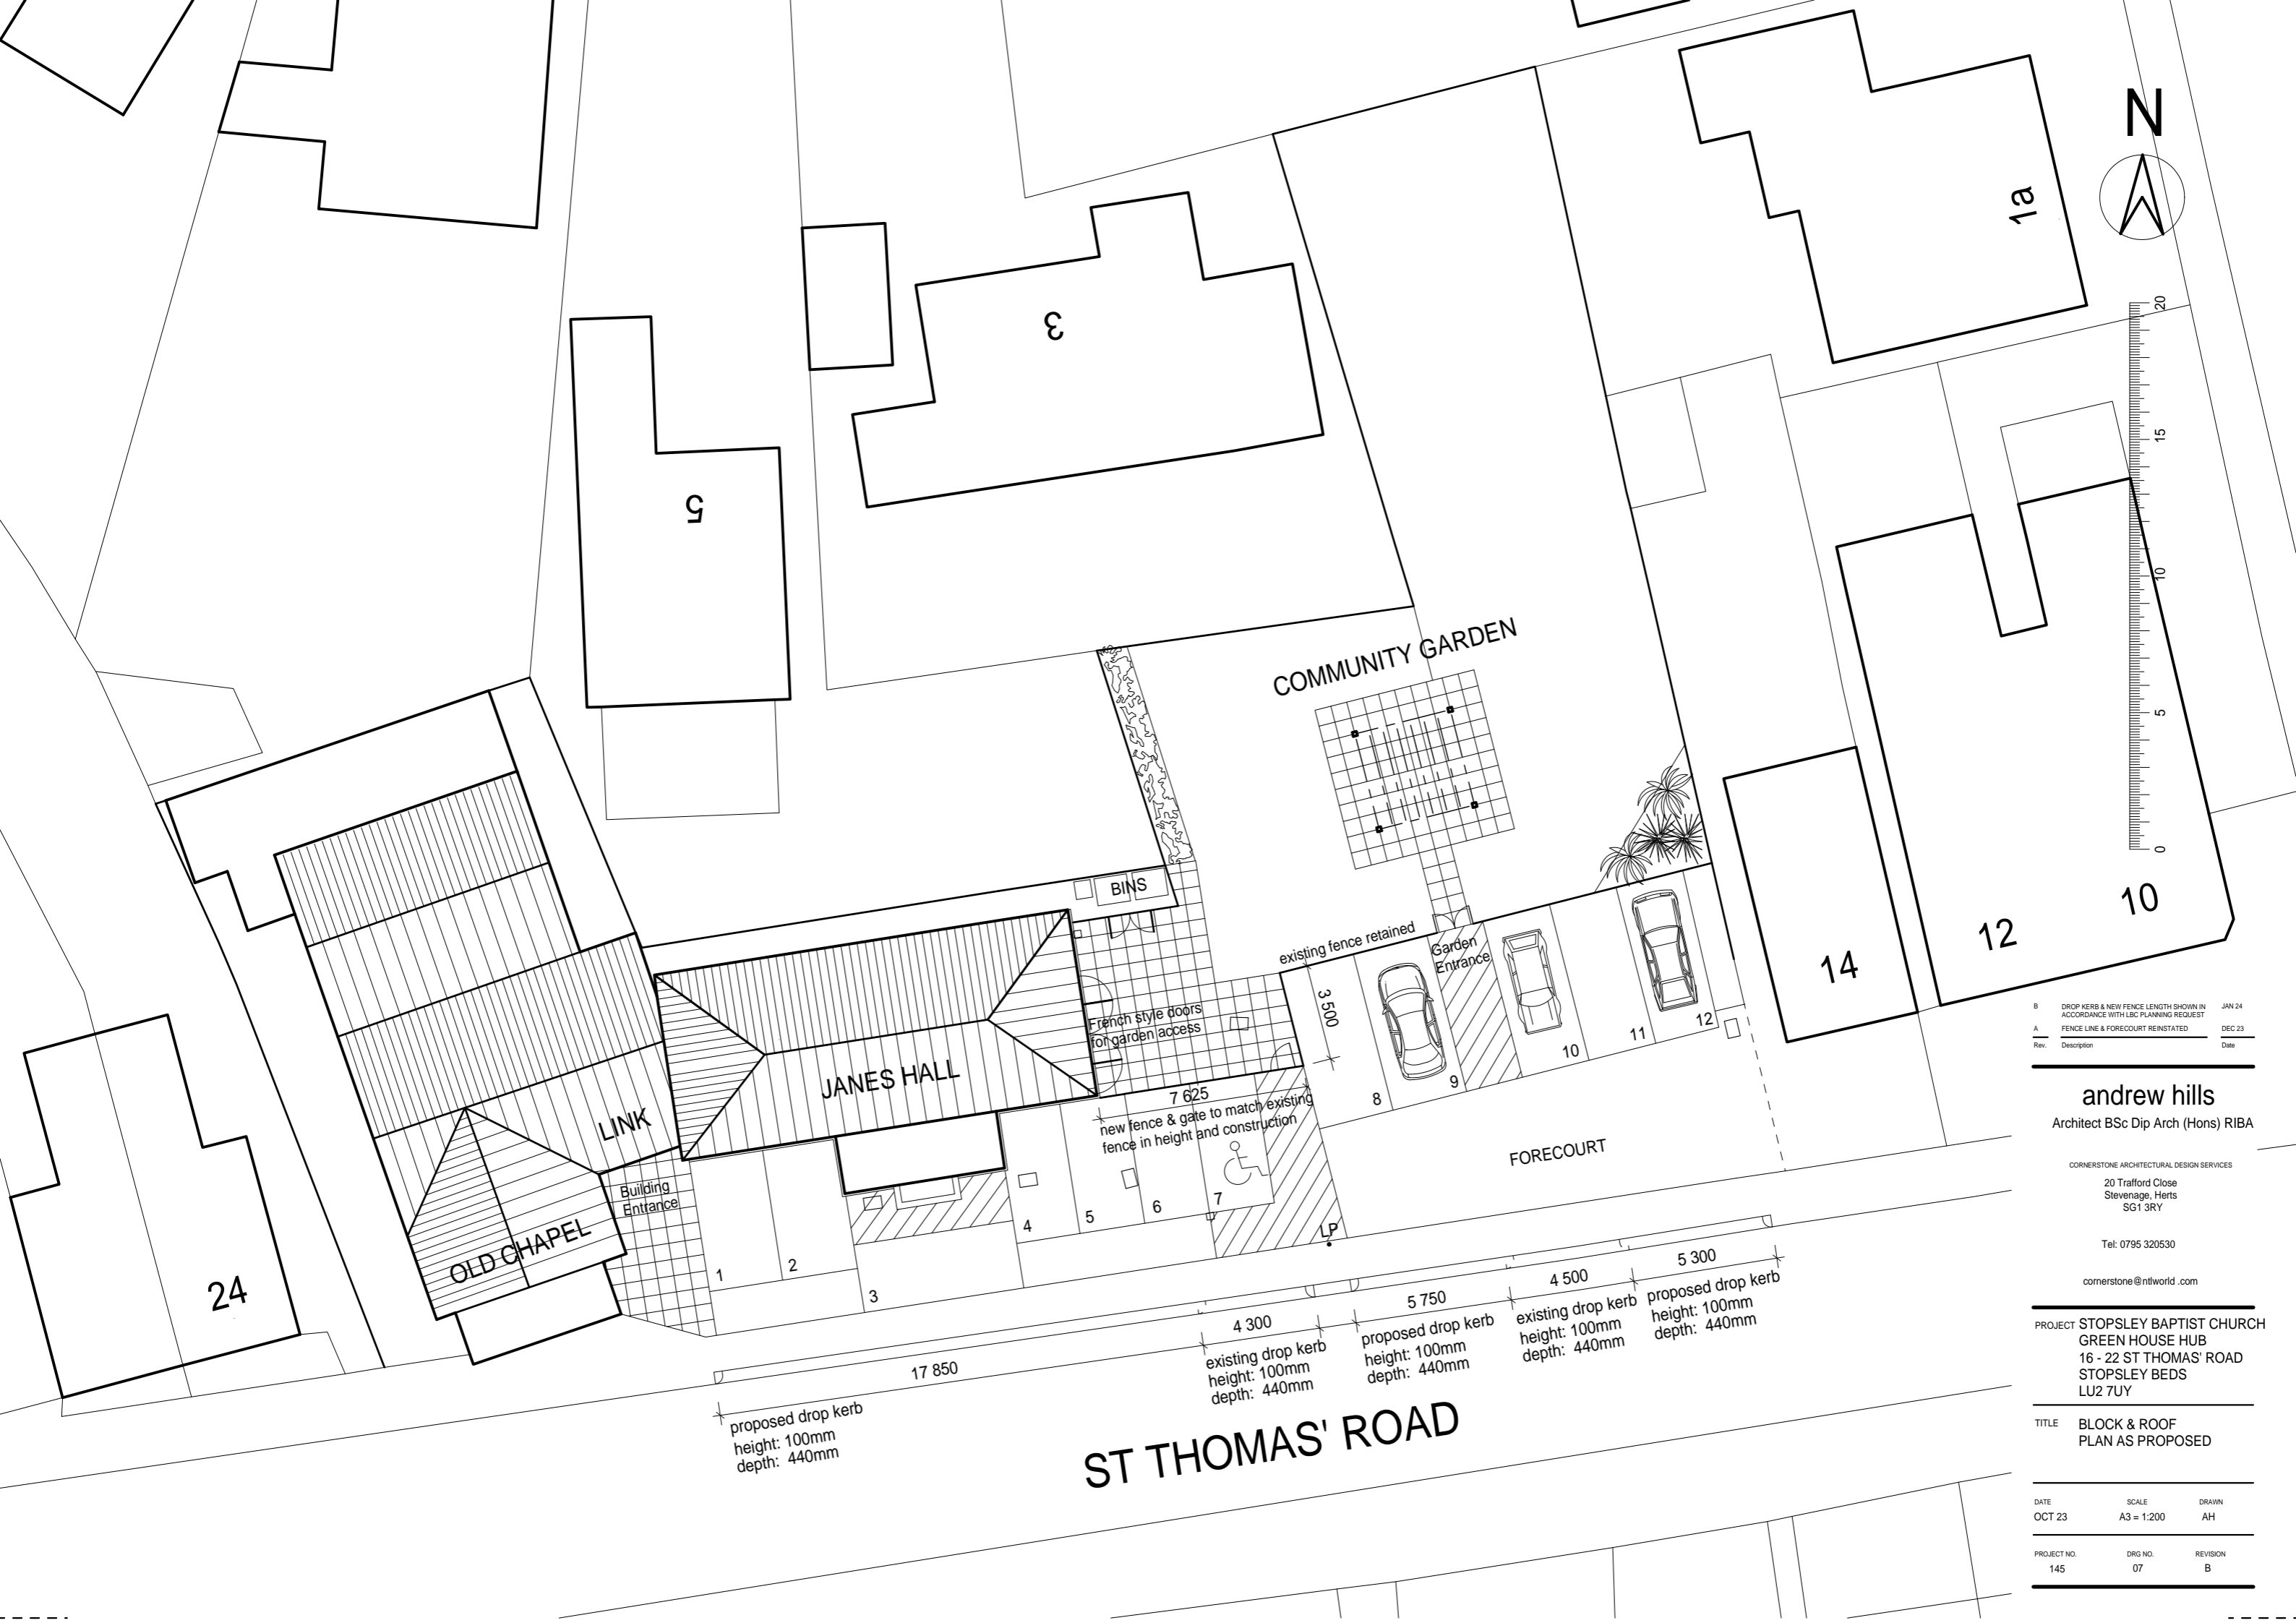 N
1a
3
5
20
15
10
5
0
COMMUNITY GARDEN
BINS
existing fence retained
Garden
Entrance
3 500
French style doors
for garden access
7 625
new fence & gate to match existing
fence in height and construction
JANES HALL
LINK
OLD CHAPEL
Building
Entrance
24
14
12
10
1
2
3
4
5
6
7
8
9
10
11
12
FORECOURT
LP
17 850
proposed drop kerb
height: 100mm
depth: 440mm
4 300
existing drop kerb
height: 100mm
depth: 440mm
5 750
proposed drop kerb
height: 100mm
depth: 440mm
4 500
existing drop kerb
height: 100mm
depth: 440mm
5 300
proposed drop kerb
height: 100mm
depth: 440mm
ST THOMAS' ROAD
B DROP KERB & NEW FENCE LENGTH SHOWN IN JAN 24
ACCORDANCE WITH LBC PLANNING REQUEST
A FENCE LINE & FORECOURT REINSTATED DEC 23
Rev. Description Date
andrew hills
Architect BSc Dip Arch (Hons) RIBA
CORNERSTONE ARCHITECTURAL DESIGN SERVICES
20 Trafford Close
Stevenage, Herts
SG1 3RY
Tel: 0795 320530
cornerstone@ntlworld .com
PROJECT STOPSLEY BAPTIST CHURCH
GREEN HOUSE HUB
16 - 22 ST THOMAS' ROAD
STOPSLEY BEDS
LU2 7UY
TITLE BLOCK & ROOF
PLAN AS PROPOSED
DATE SCALE DRAWN
OCT 23 A3 = 1:200 AH
PROJECT NO. DRG NO. REVISION
145 07 B